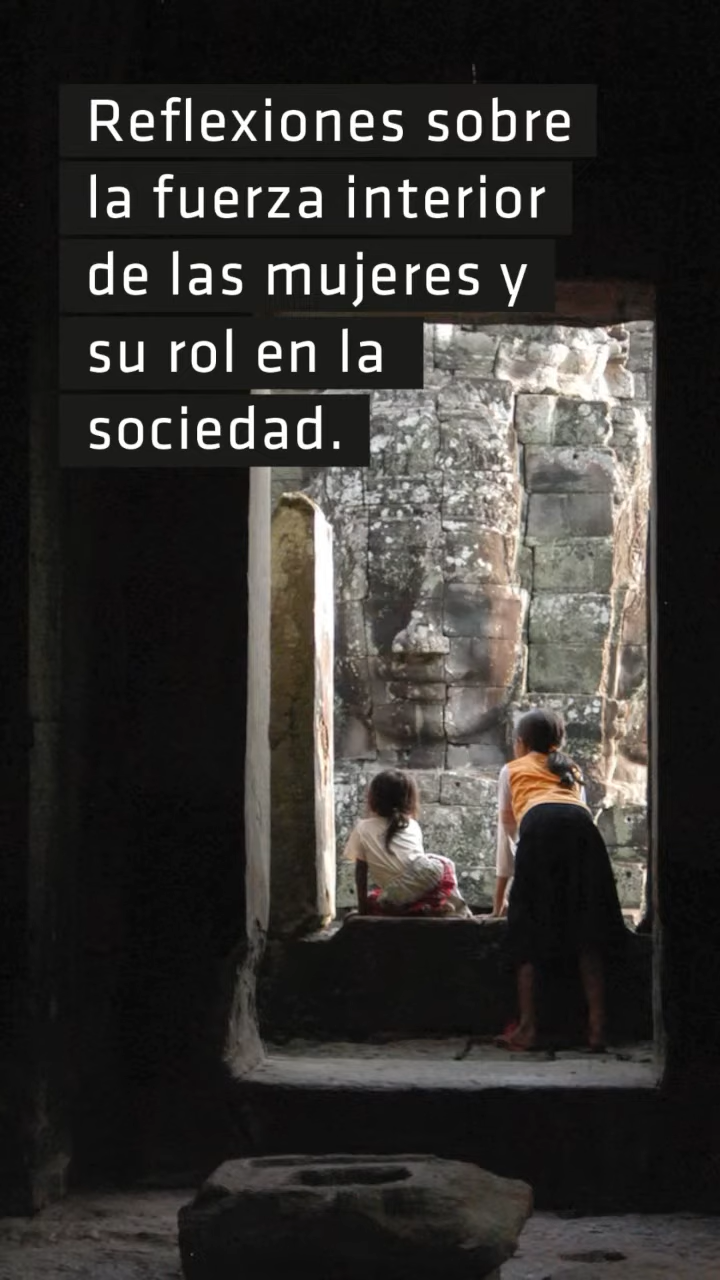 Reflexiones sobre
la fuerza interior
de las mujeres y
su rol en la
sociedad.